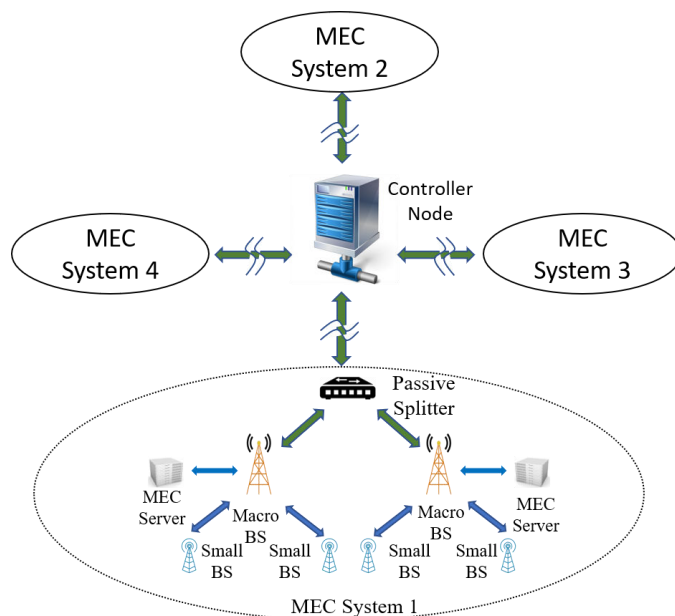 MEC
System 2
Controller
Node
MEC
System 4
MEC
System 3
Passive
Splitter
MEC
Server
Macro
BS
Small
BS
Small
BS
Macro
BS
MEC
Server
Small
BS
Small
BS
MEC System 1